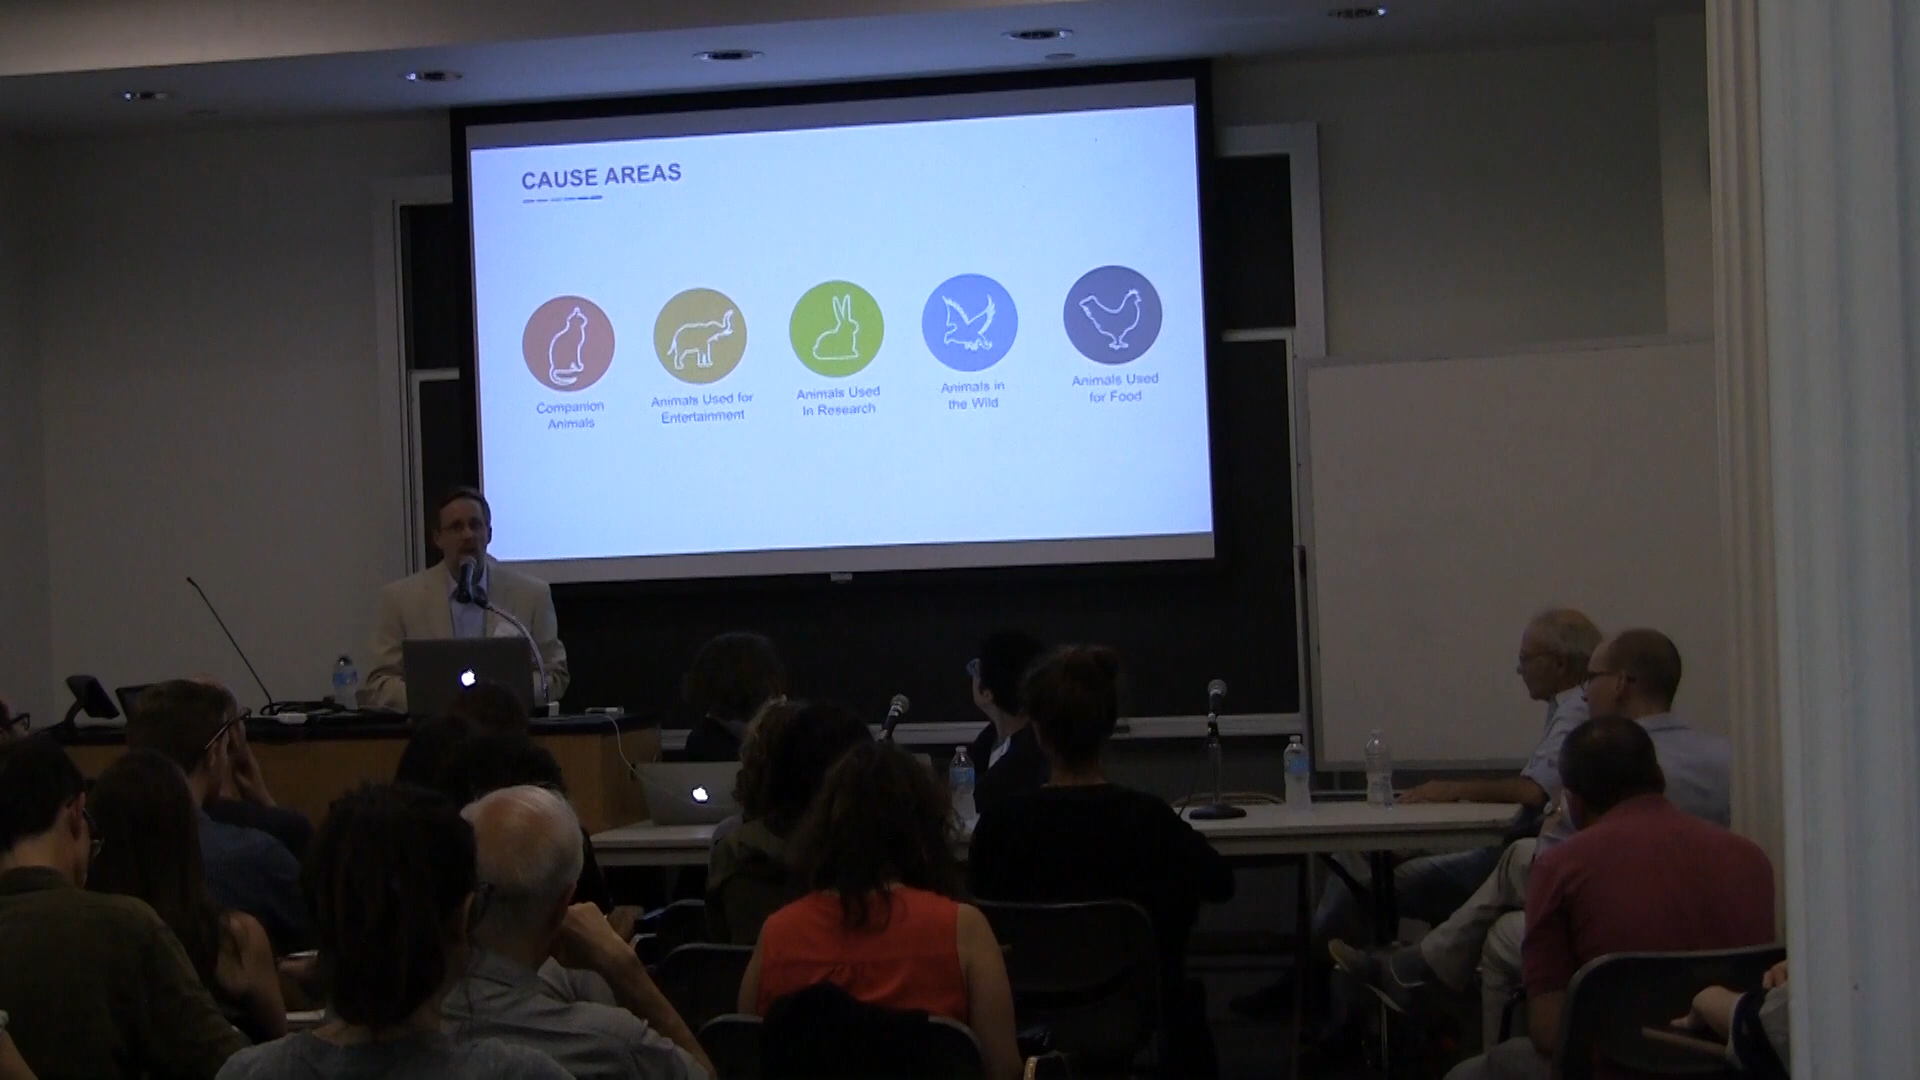 CAUSE AREAS
Companion
Animals
Animals Used for
Entertainment
Animals Used
In Research
Animals in
the Wild
Animals Used
for Food